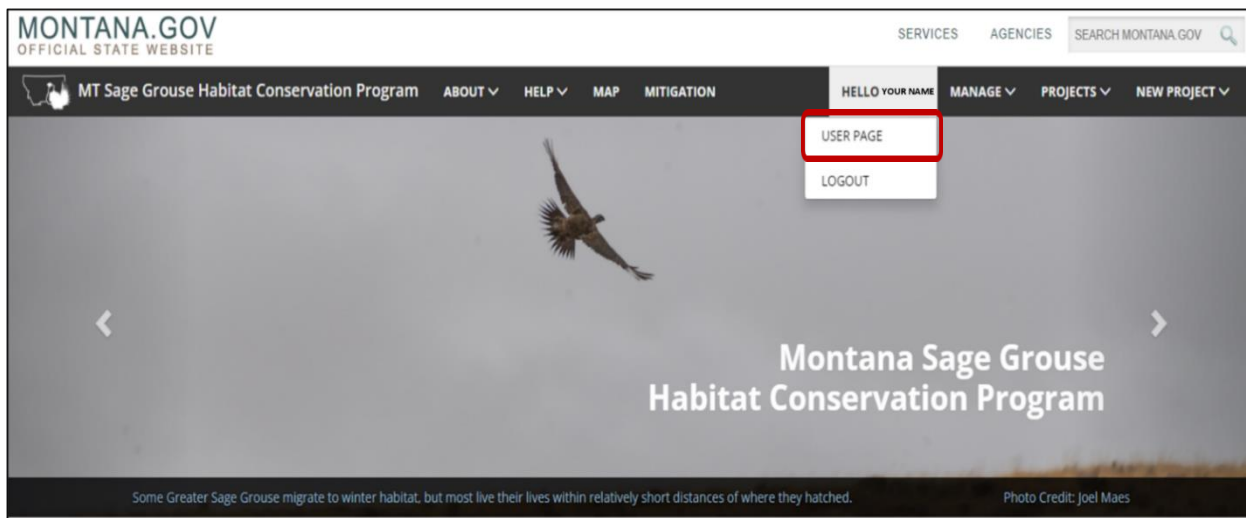 MONTANA.GOV
OFFICIAL STATE WEBSITE
SERVICES AGENCIES SEARCH MONTANA.GOV
MT Sage Grouse Habitat Conservation Program ABOUT HELP MAP MITIGATION HELLO YOUR NAME MANAGE PROJECTS NEW PROJECT
USER PAGE
LOGOUT
Montana Sage Grouse
Habitat Conservation Program
Some Greater Sage Grouse migrate to winter habitat, but most live their lives within relatively short distances of where they hatched. Photo Credit: Joel Maes